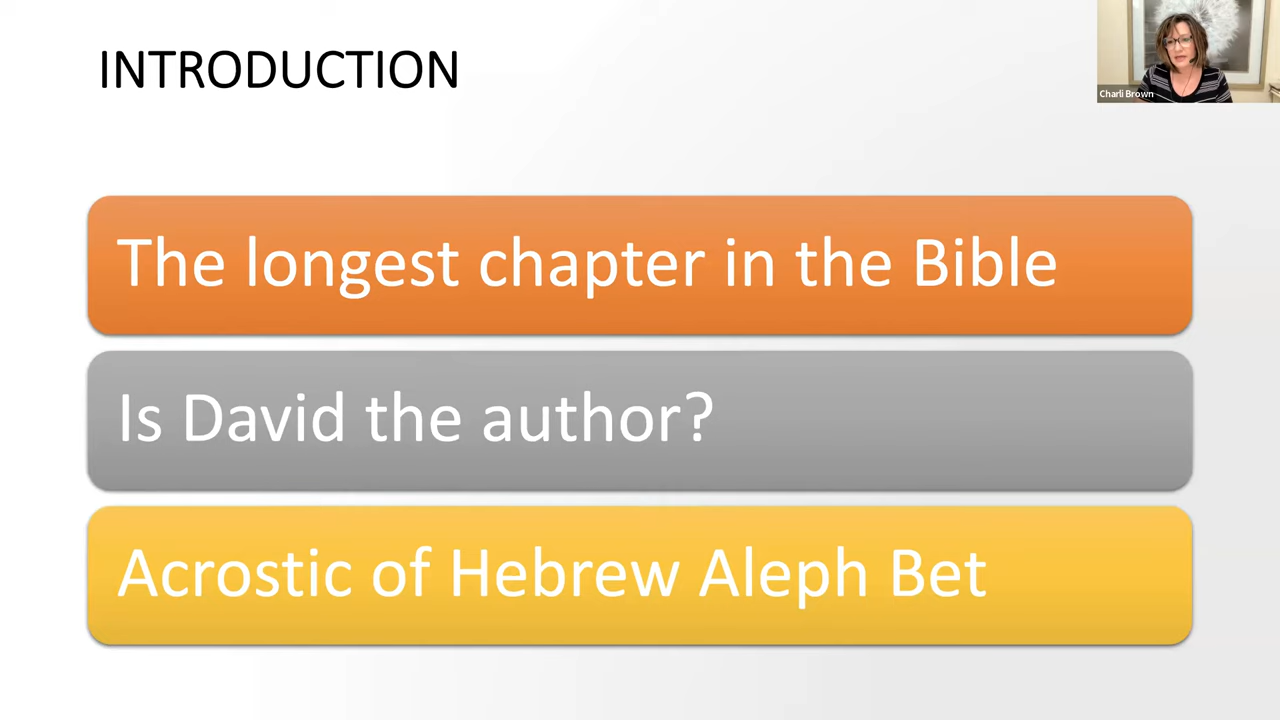 INTRODUCTION
Charli Brown
The longest chapter in the Bible
Is David the author?
Acrostic of Hebrew Aleph Bet